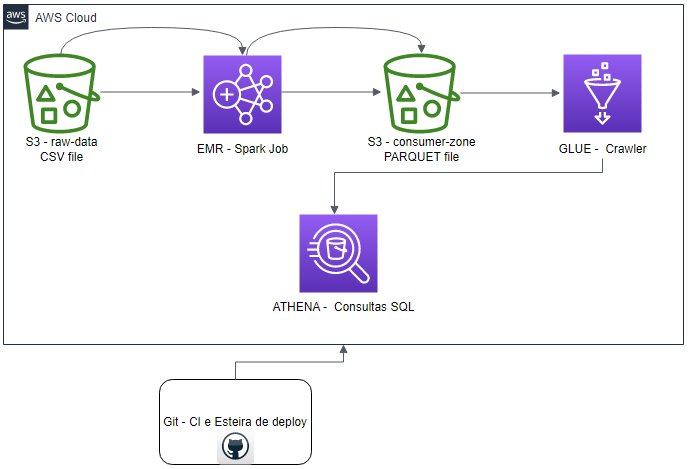 aws
AWS Cloud
S3 - raw-data
CSV file
EMR - Spark Job
S3 - consumer-zone
PARQUET file
GLUE -  Crawler
ATHENA -  Consultas SQL
Git - CI e Esteira de deploy